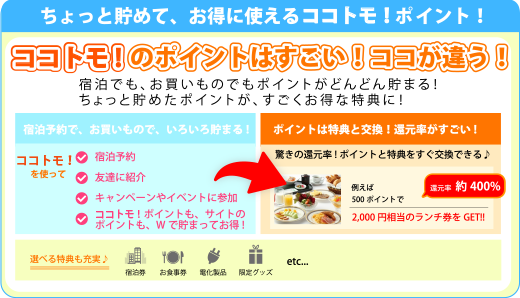 ちょっと貯めて、お得に使えるココトモ！ポイント！
ココトモ！のポイントはすごい！ココが違う！
宿泊でも、お買いものでもポイントがどんどん貯まる！
ちょっと貯めたポイントが、すごくお得な特典に！
宿泊予約で、お買いもので、いろいろ貯まる！
ココトモ！
を使って
宿泊予約
友達に紹介
キャンペーンやイベントに参加
ココトモ！ポイントも、サイトの
ポイントも、Wで貯まってお得！
ポイントは特典と交換！還元率がすごい！
驚きの還元率！ポイントと特典をすぐ交換できる♪
例えば
500ポイントで
還元率 約400%
2,000円相当のランチ券をGET!!
選べる特典も充実♪
宿泊券
お食事券
電化製品
限定グッズ
etc...